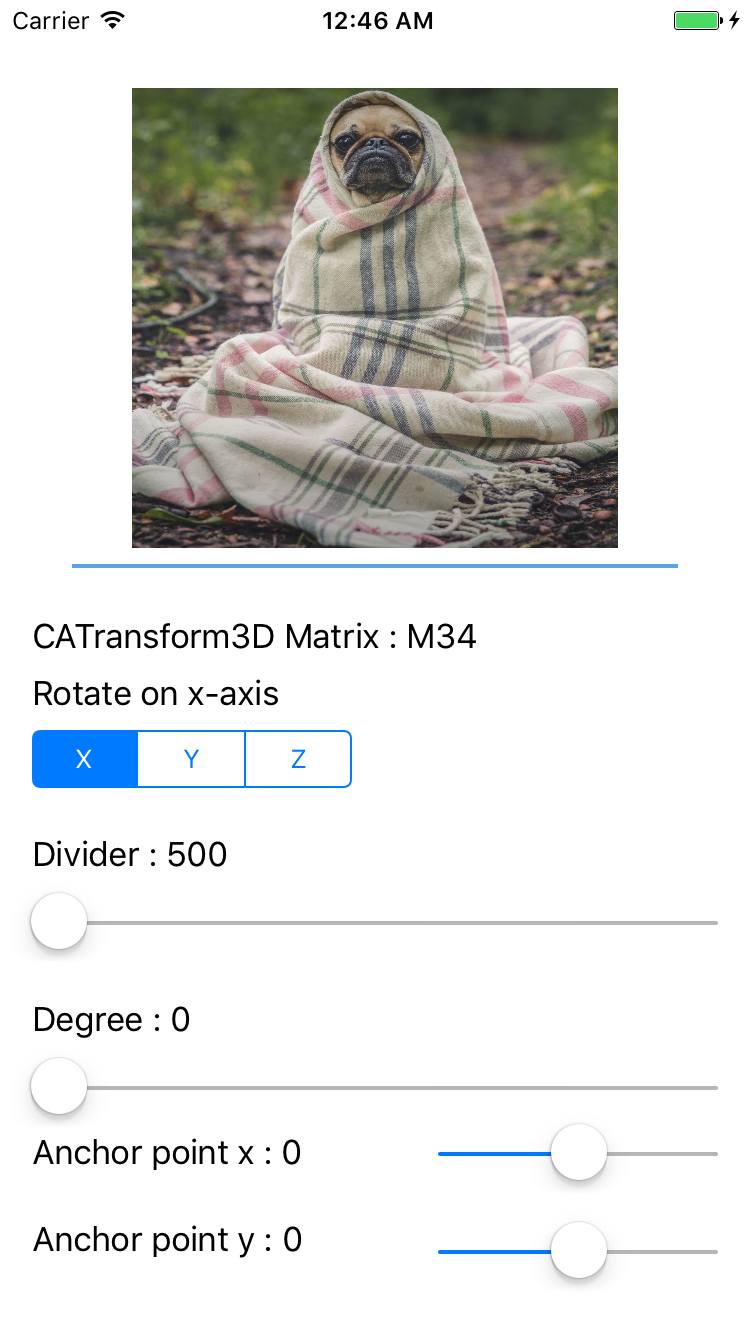 Carrier 12:46 AM
CATransform3D Matrix : M34
Rotate on x-axis
X Y Z
Divider : 500
Degree : 0
Anchor point x : 0
Anchor point y : 0